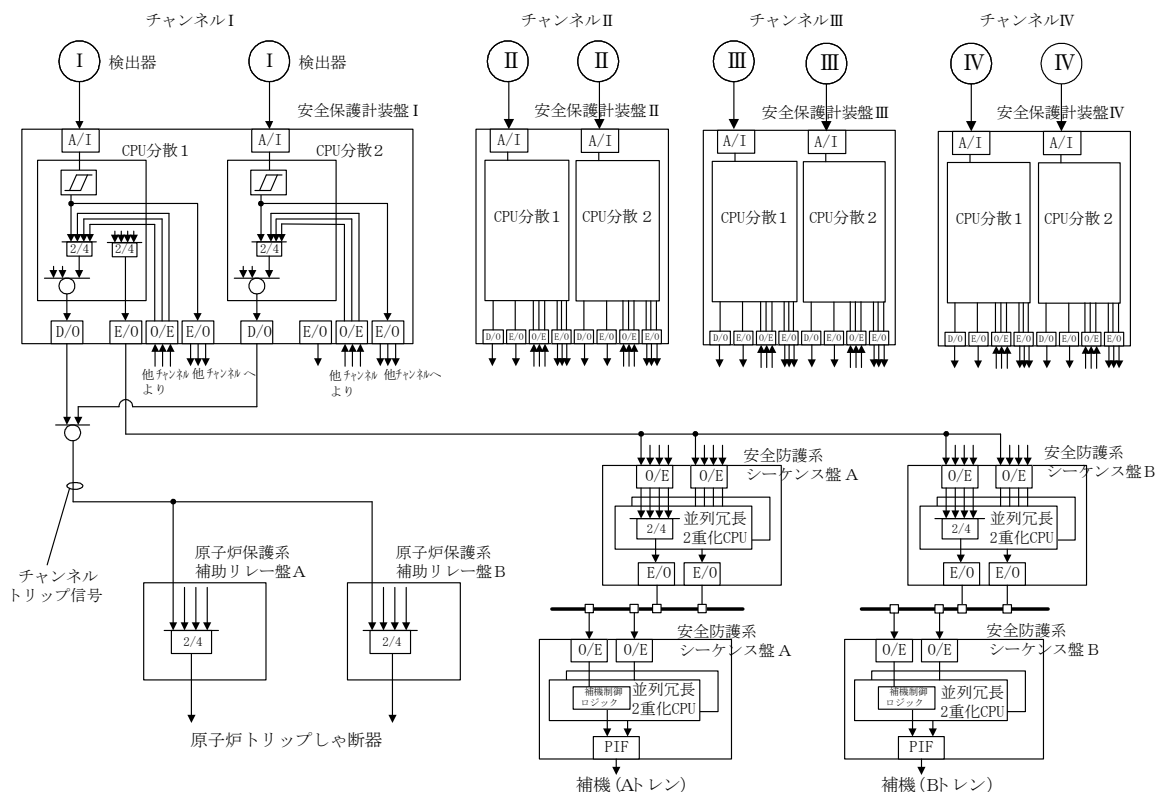 チャンネルⅠ
チャンネルⅡ
チャンネルⅢ
チャンネルⅣ
Ⅰ
検出器
Ⅰ
検出器
Ⅱ
Ⅱ
Ⅲ
Ⅲ
Ⅳ
Ⅳ
安全保護計装盤Ⅰ
安全保護計装盤Ⅱ
安全保護計装盤Ⅲ
安全保護計装盤Ⅳ
A/I
CPU分散1
A/I
CPU分散2
A/I
A/I
A/I
A/I
A/I
A/I
2/4
2/4
2/4
CPU分散1
CPU分散2
CPU分散1
CPU分散2
CPU分散1
CPU分散2
D/O
E/O
O/E
E/O
D/O
E/O
O/E
E/O
D/O
E/O
O/E
E/O
D/O
E/O
O/E
E/O
D/O
E/O
O/E
E/O
D/O
E/O
O/E
E/O
D/O
E/O
O/E
E/O
D/O
E/O
O/E
E/O
他チャンネル
より
他チャンネルへ
他チャンネル
より
他チャンネルへ
チャンネル
トリップ信号
原子炉保護系
補助リレー盤A
2/4
原子炉保護系
補助リレー盤B
2/4
原子炉トリップしゃ断器
安全防護系
シーケンス盤A
O/E
O/E
2/4
並列冗長
2重化CPU
E/O
E/O
安全防護系
シーケンス盤B
O/E
O/E
2/4
並列冗長
2重化CPU
E/O
E/O
安全防護系
シーケンス盤A
O/E
O/E
補機制御
ロジック
並列冗長
2重化CPU
PIF
補機(Aトレン)
安全防護系
シーケンス盤B
O/E
O/E
補機制御
ロジック
並列冗長
2重化CPU
PIF
補機(Bトレン)